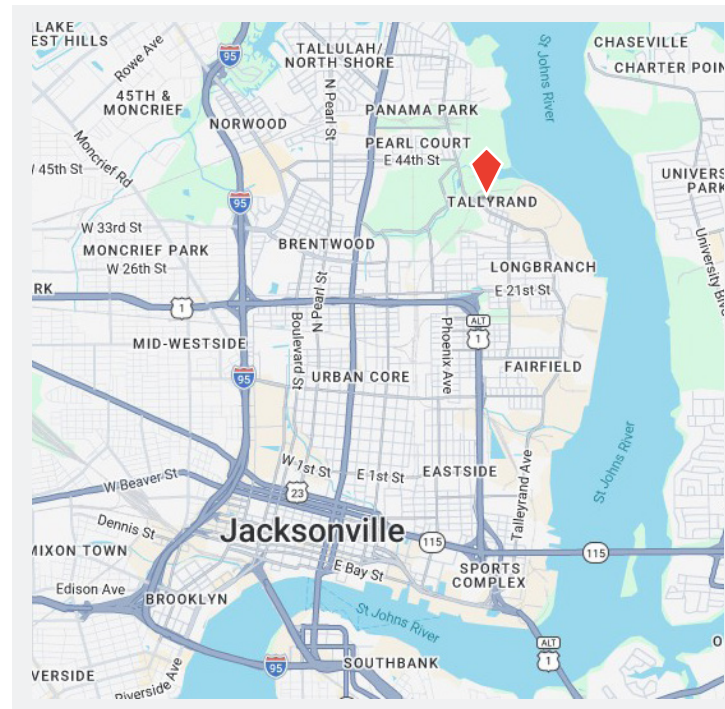 LAKE
EST HILLS
Rowe Ave
95
TALLULAH/
NORTH SHORE
St Johns River
CHASEVILLE
CHARTER POIN
45TH &
MONCRIEF
N Pearl St
NORWOOD
PANAMA PARK
PEARL COURT
E 44th St
Moncrief Rd
/ 45th St
UNIVERS
PARK
95
TALLYRAND
W 33rd St
MONCRIEF PARK
W 26th St
BRENTWOOD
University Blvd
LONGBRANCH
RK
E 21st St
1
N Pearl St
Boulevard St
ALT
1
Phoenix Ave
MID-WESTSIDE
FAIRFIELD
95
URBAN CORE
St Johns River
W 1st St
E 1st St
EASTSIDE
W Beaver St
23
Talleyrand Ave
Dennis St
Jacksonville
115
115
MIXON TOWN
E Bay St
SPORTS
COMPLEX
Edison Ave
BROOKLYN
St Johns River
ALT
1
O
95
SOUTHBANK
VERSIDE
Riverside Ave